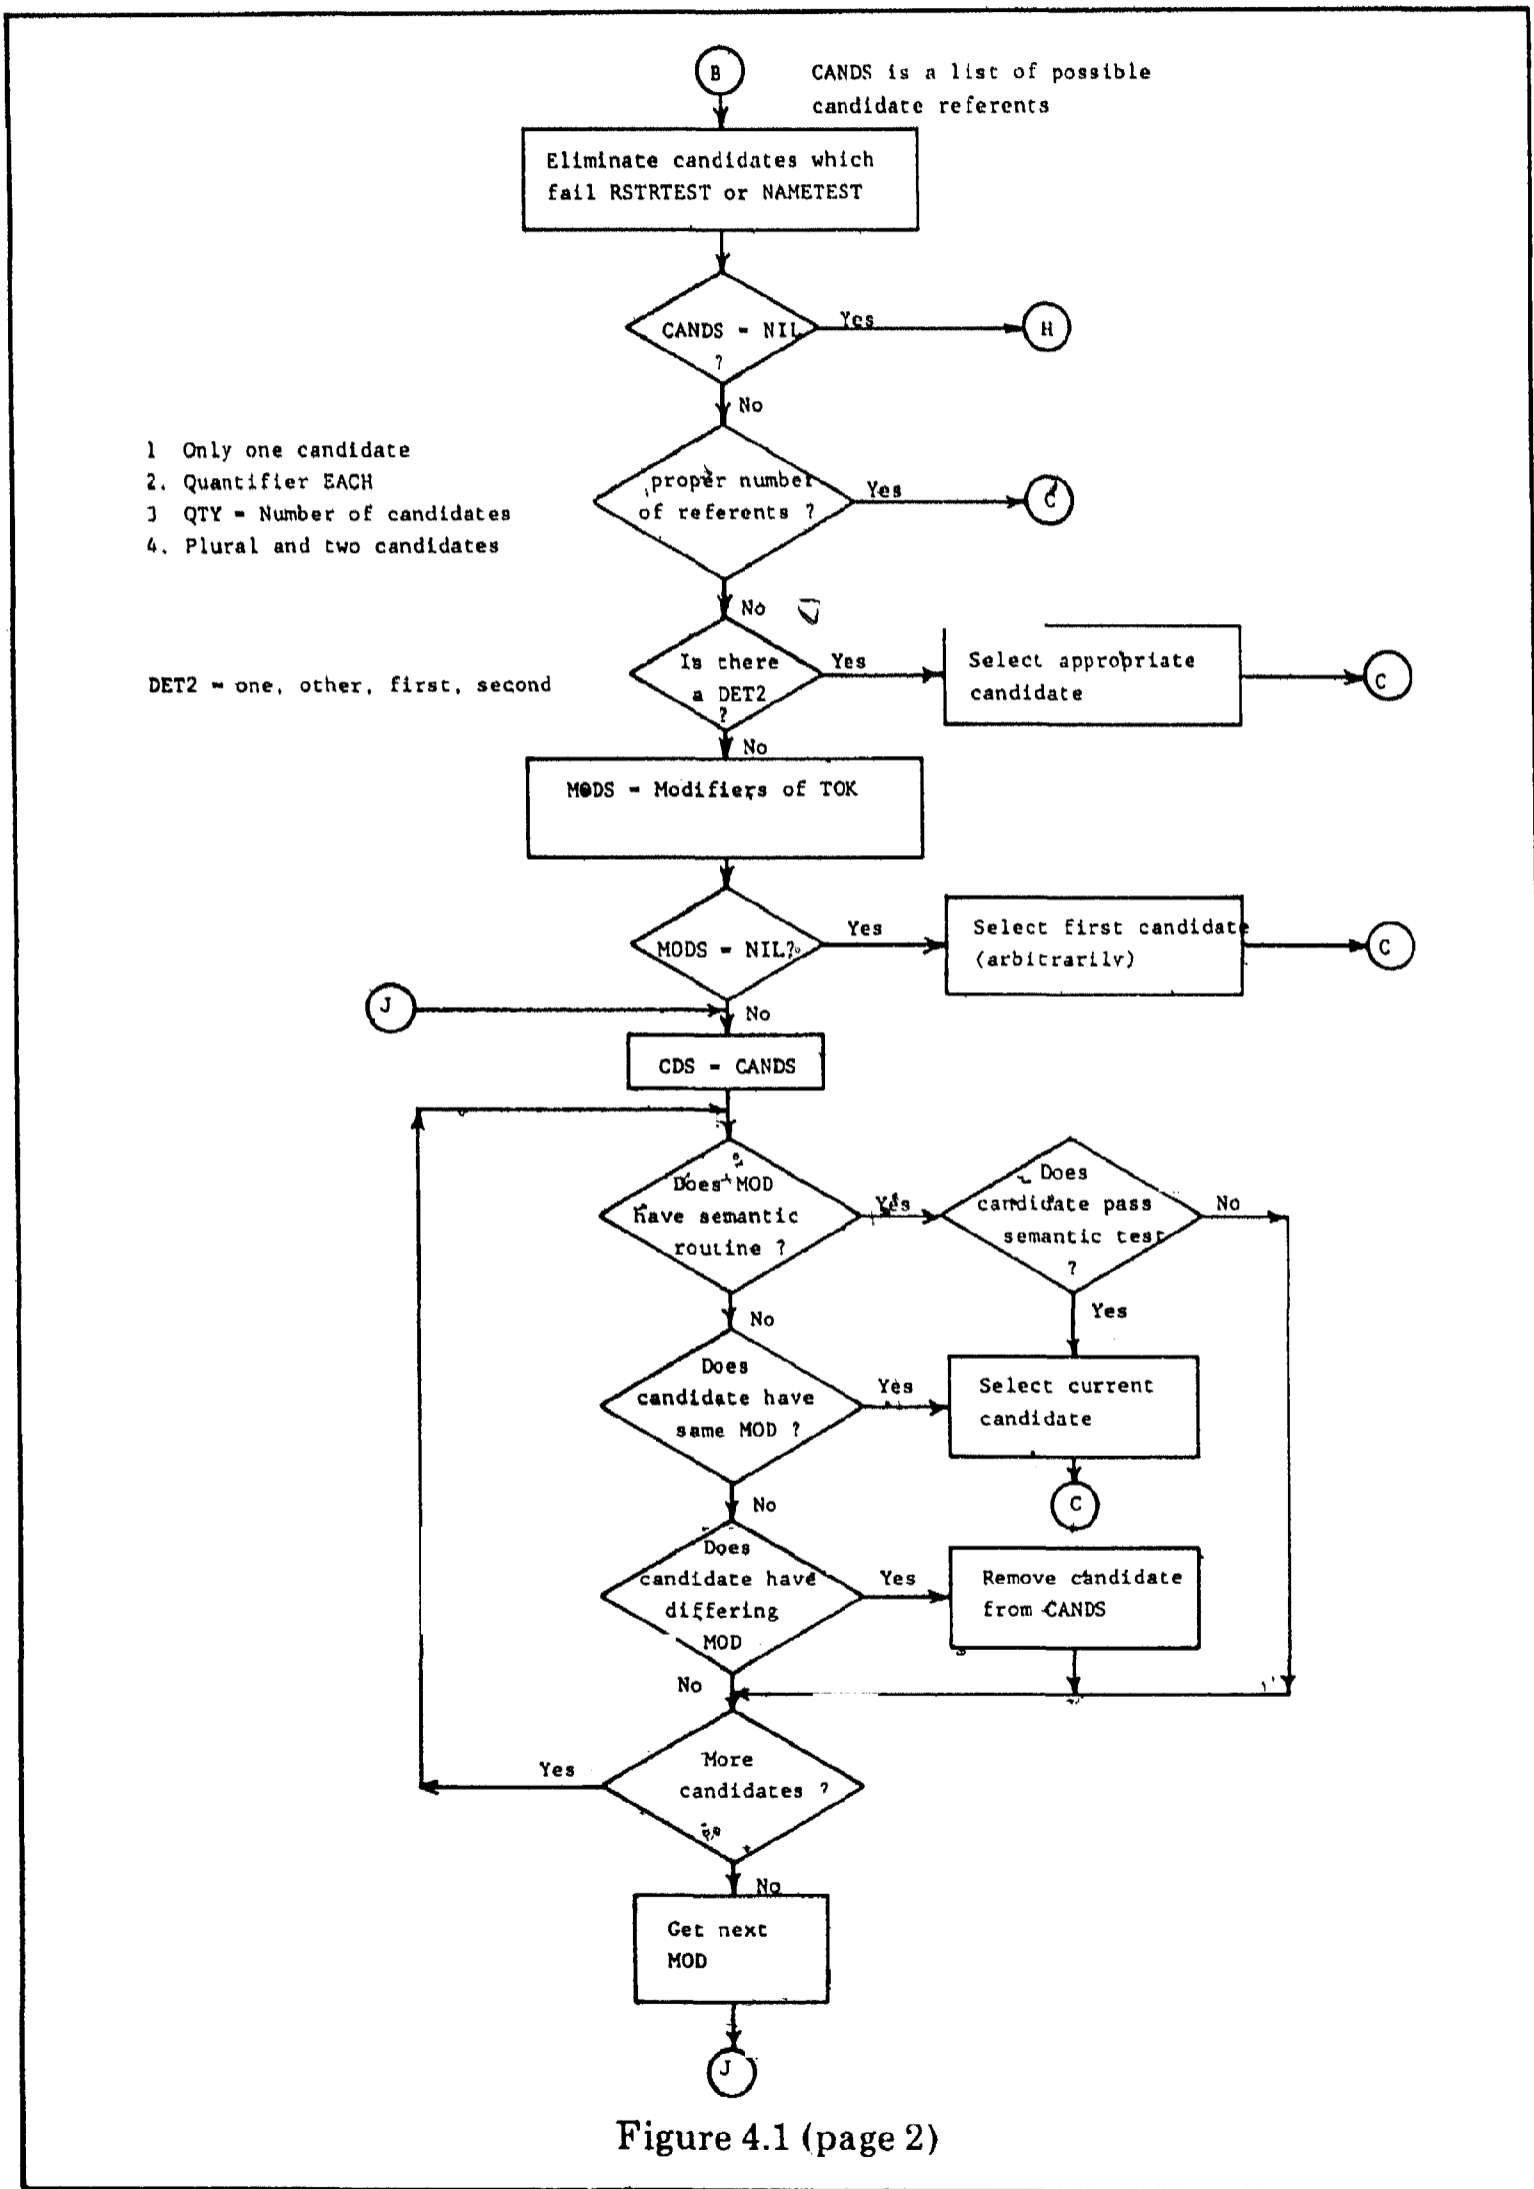 B
CANDS is a list of possible
candidate referents
Eliminate candidates which
fail RSTRTEST or NAMETEST
CANDS = NIL
?
Yes
H
No
1 Only one candidate
2. Quantifier EACH
3 QTY = Number of candidates
4. Plural and two candidates
proper number
of referents ?
Yes
C
No
DET2 = one, other, first, second
Is there
a DET2
?
Yes
Select appropriate
candidate
C
No
MODS = Modifiers of TOK
MODS = NIL?
Yes
Select first candidate
(arbitrarily)
C
J
No
CDS = CANDS
Does MOD
have semantic
routine ?
Yes
Does
candidate pass
semantic test
?
No
Yes
No
Does
candidate have
same MOD ?
Yes
Select current
candidate
C
No
Does
candidate have
differing
MOD
Yes
Remove candidate
from CANDS
No
More
candidates ?
Yes
No
Get next
MOD
J
Figure 4.1 (page 2)